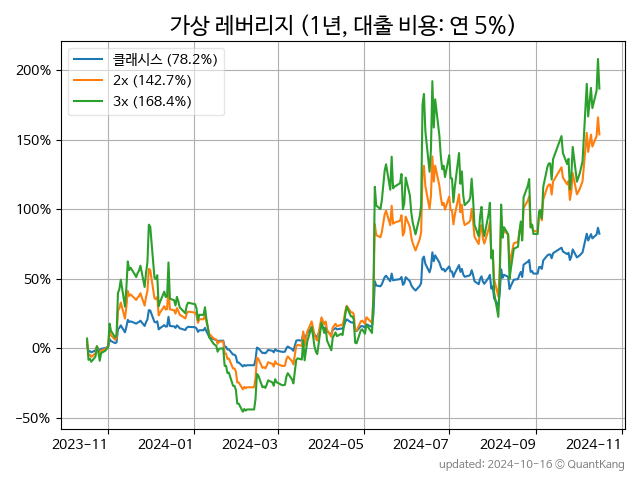 가상 레버리지 (1년, 대출 비용: 연 5%)
클래시스 (78.2%)
2x (142.7%)
3x (168.4%)
200%
150%
100%
50%
0%
−50%
2023-11
2024-01
2024-03
2024-05
2024-07
2024-09
2024-11
updated: 2024-10-16 © QuantKang